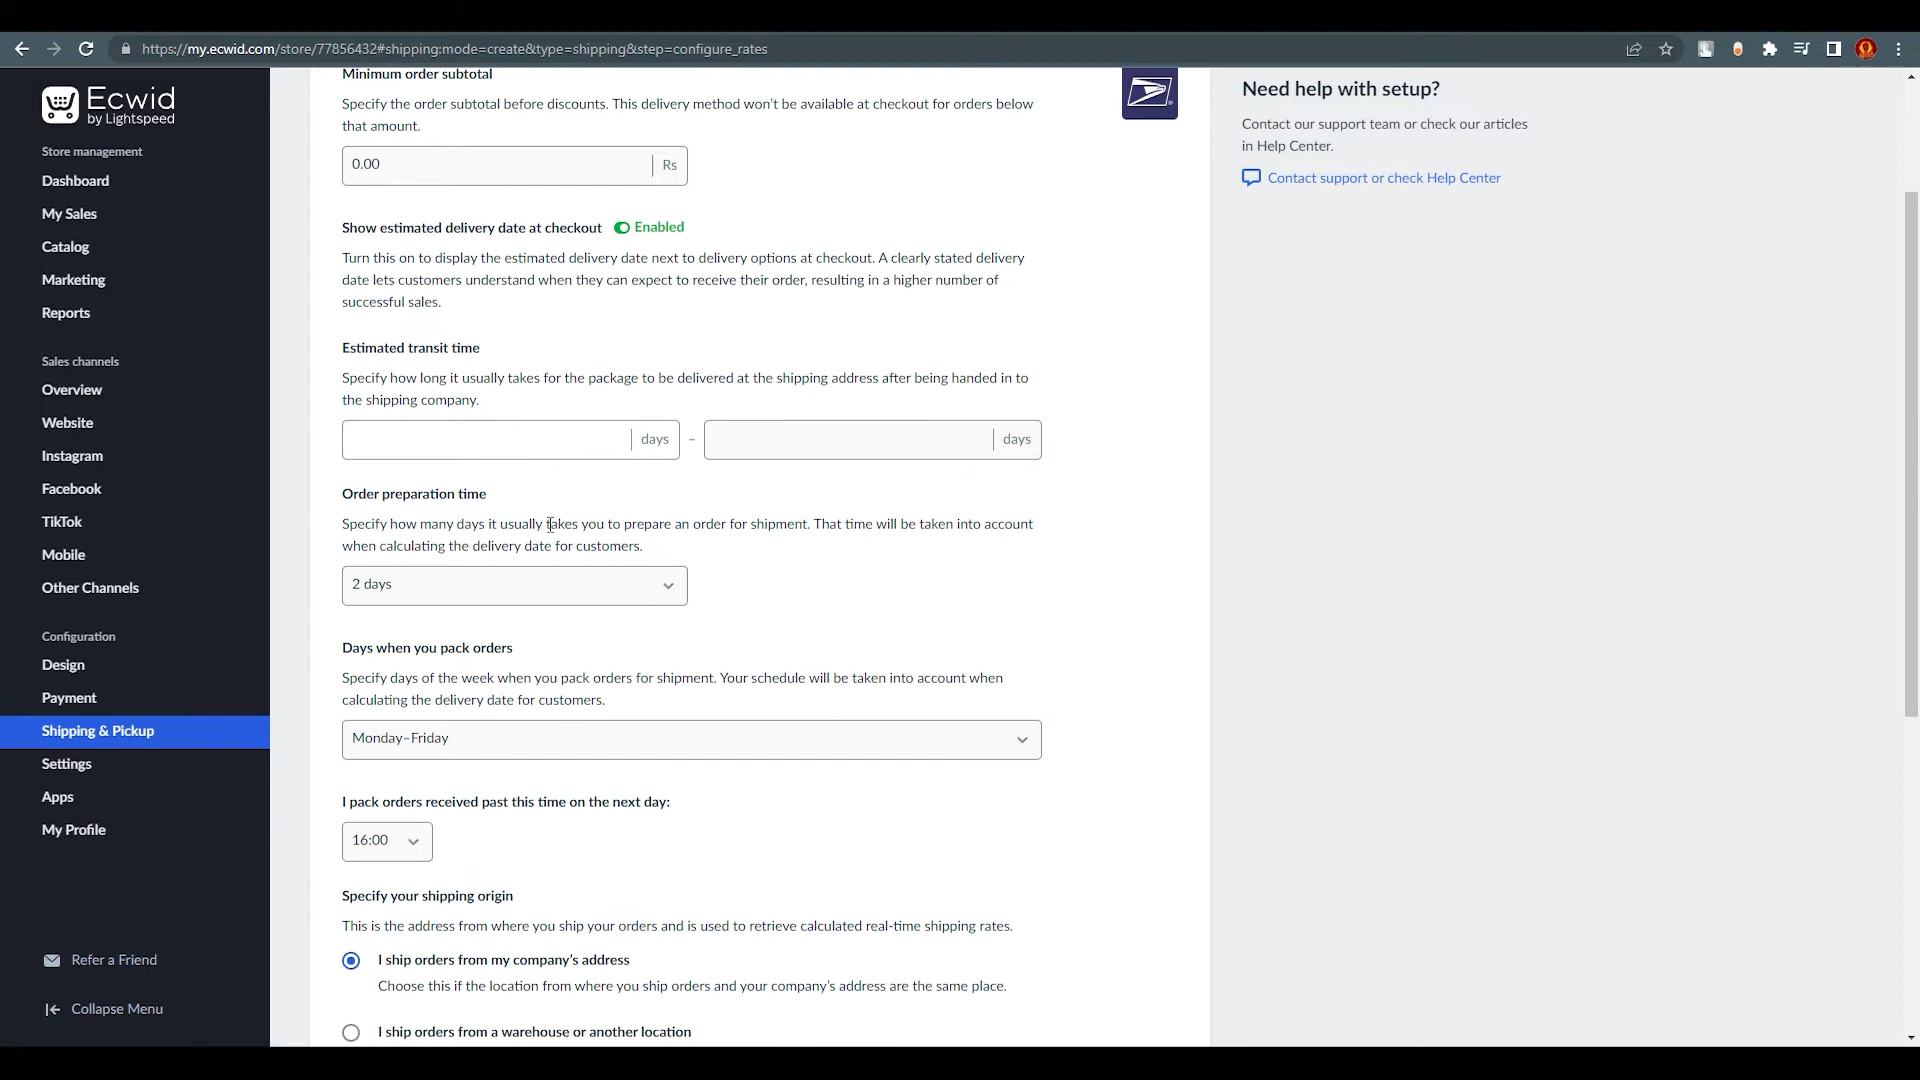 https://my.ecwid.com/store/77856432#shipping:mode=create&type=shipping&step=configure_rates
Ecwid
by Lightspeed
Store management
Dashboard
My Sales
Catalog
Marketing
Reports
Sales channels
Overview
Website
Instagram
Facebook
TikTok
Mobile
Other Channels
Configuration
Design
Payment
Shipping & Pickup
Settings
Apps
My Profile
Refer a Friend
Collapse Menu
Minimum order subtotal
Specify the order subtotal before discounts. This delivery method won't be available at checkout for orders below
that amount.
0.00 Rs
Show estimated delivery date at checkout Enabled
Turn this on to display the estimated delivery date next to delivery options at checkout. A clearly stated delivery
date lets customers understand when they can expect to receive their order, resulting in a higher number of
successful sales.
Estimated transit time
Specify how long it usually takes for the package to be delivered at the shipping address after being handed in to
the shipping company.
days – days
Order preparation time
Specify how many days it usually takes you to prepare an order for shipment. That time will be taken into account
when calculating the delivery date for customers.
2 days
Days when you pack orders
Specify days of the week when you pack orders for shipment. Your schedule will be taken into account when
calculating the delivery date for customers.
Monday–Friday
I pack orders received past this time on the next day:
16:00
Specify your shipping origin
This is the address from where you ship your orders and is used to retrieve calculated real-time shipping rates.
I ship orders from my company's address
Choose this if the location from where you ship orders and your company's address are the same place.
I ship orders from a warehouse or another location
Need help with setup?
Contact our support team or check our articles
in Help Center.
Contact support or check Help Center